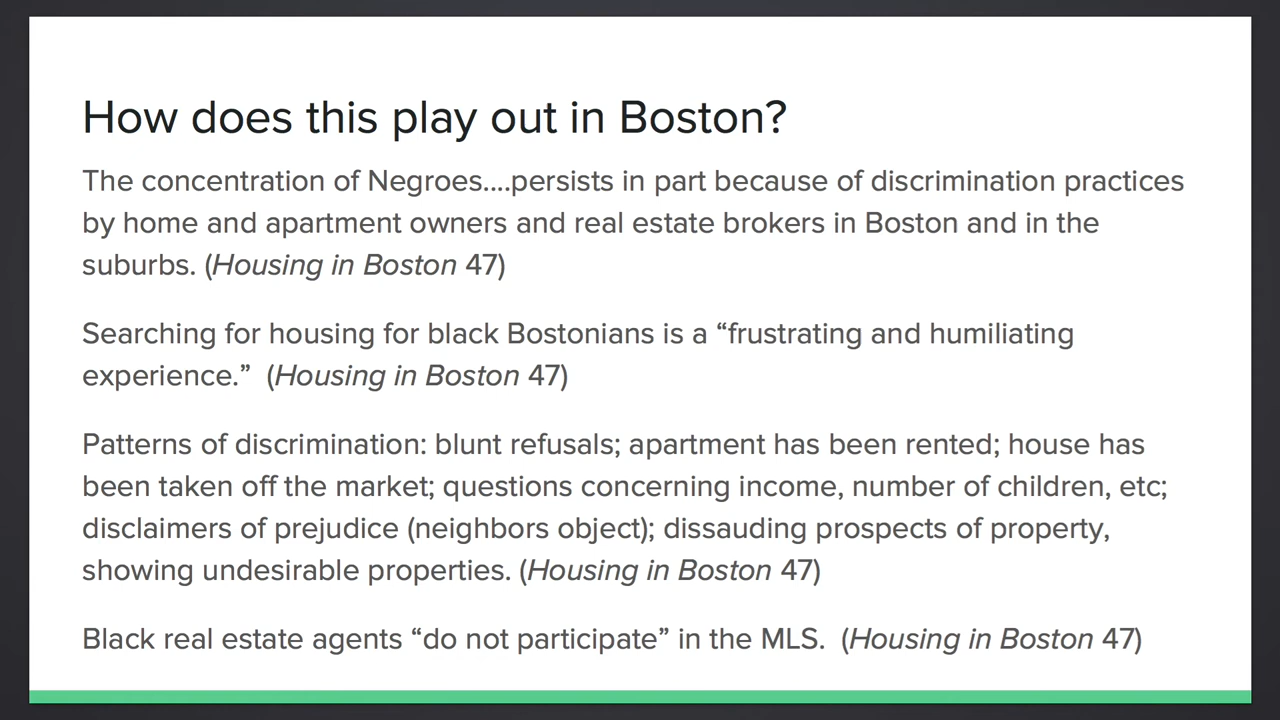 How does this play out in Boston?
The concentration of Negroes....persists in part because of discrimination practices
by home and apartment owners and real estate brokers in Boston and in the
suburbs. (Housing in Boston 47)
Searching for housing for black Bostonians is a “frustrating and humiliating
experience.”  (Housing in Boston 47)
Patterns of discrimination: blunt refusals; apartment has been rented; house has
been taken off the market; questions concerning income, number of children, etc;
disclaimers of prejudice (neighbors object); dissauding prospects of property,
showing undesirable properties. (Housing in Boston 47)
Black real estate agents “do not participate” in the MLS.  (Housing in Boston 47)